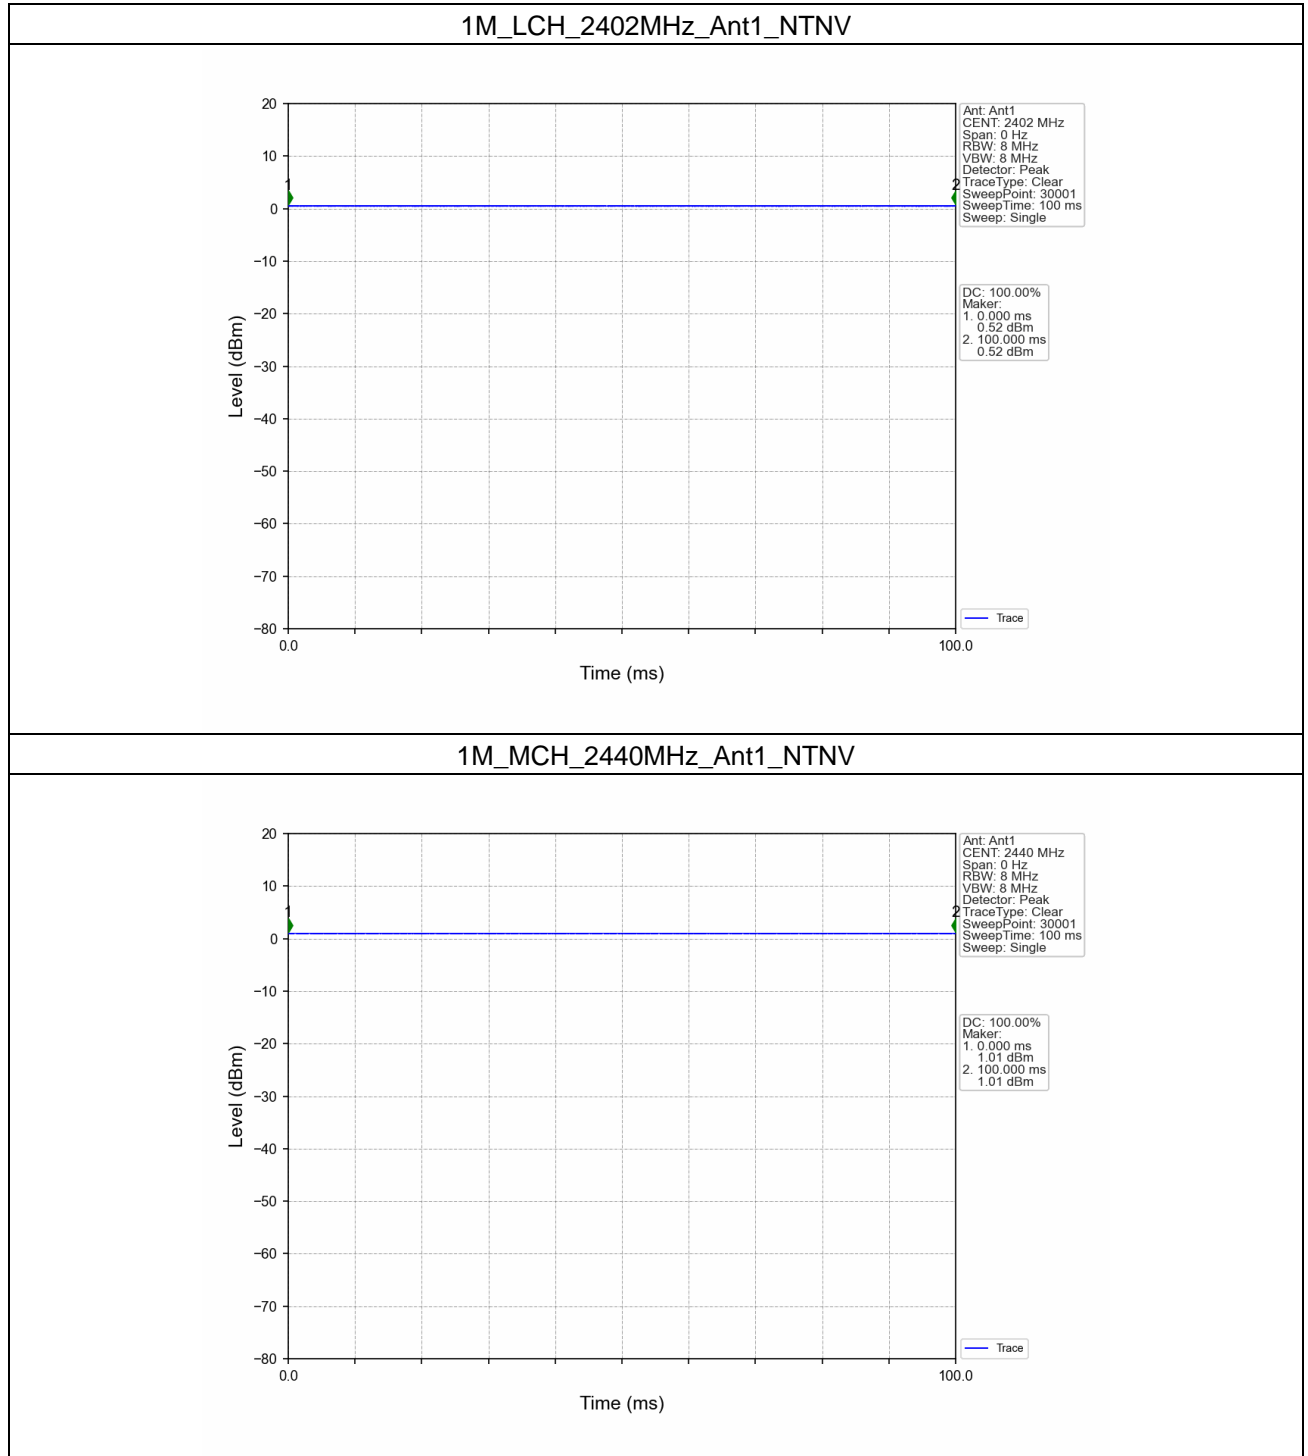 1M_LCH_2402MHz_Ant1_NTNV
20
10
0
−10
−20
−30
−40
−50
−60
−70
−80
Level (dBm)
1
2
0.0
100.0
Time (ms)
Ant: Ant1
CENT: 2402 MHz
Span: 0 Hz
RBW: 8 MHz
VBW: 8 MHz
Detector: Peak
TraceType: Clear
SweepPoint: 30001
SweepTime: 100 ms
Sweep: Single
DC: 100.00%
Maker:
1. 0.000 ms
0.52 dBm
2. 100.000 ms
0.52 dBm
Trace
1M_MCH_2440MHz_Ant1_NTNV
20
10
0
−10
−20
−30
−40
−50
−60
−70
−80
Level (dBm)
1
2
0.0
100.0
Time (ms)
Ant: Ant1
CENT: 2440 MHz
Span: 0 Hz
RBW: 8 MHz
VBW: 8 MHz
Detector: Peak
TraceType: Clear
SweepPoint: 30001
SweepTime: 100 ms
Sweep: Single
DC: 100.00%
Maker:
1. 0.000 ms
1.01 dBm
2. 100.000 ms
1.01 dBm
Trace